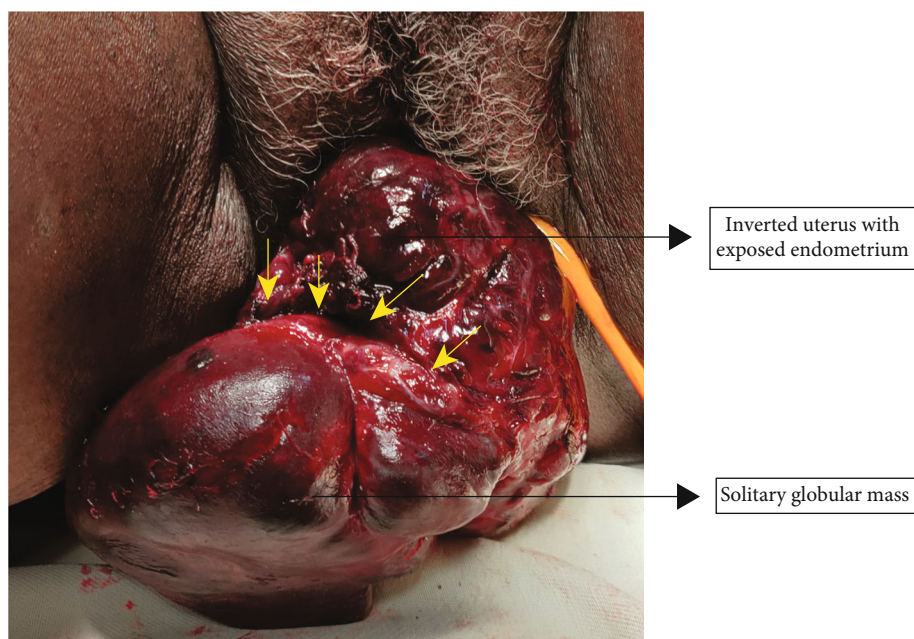 Inverted uterus with
exposed endometrium
Solitary globular mass